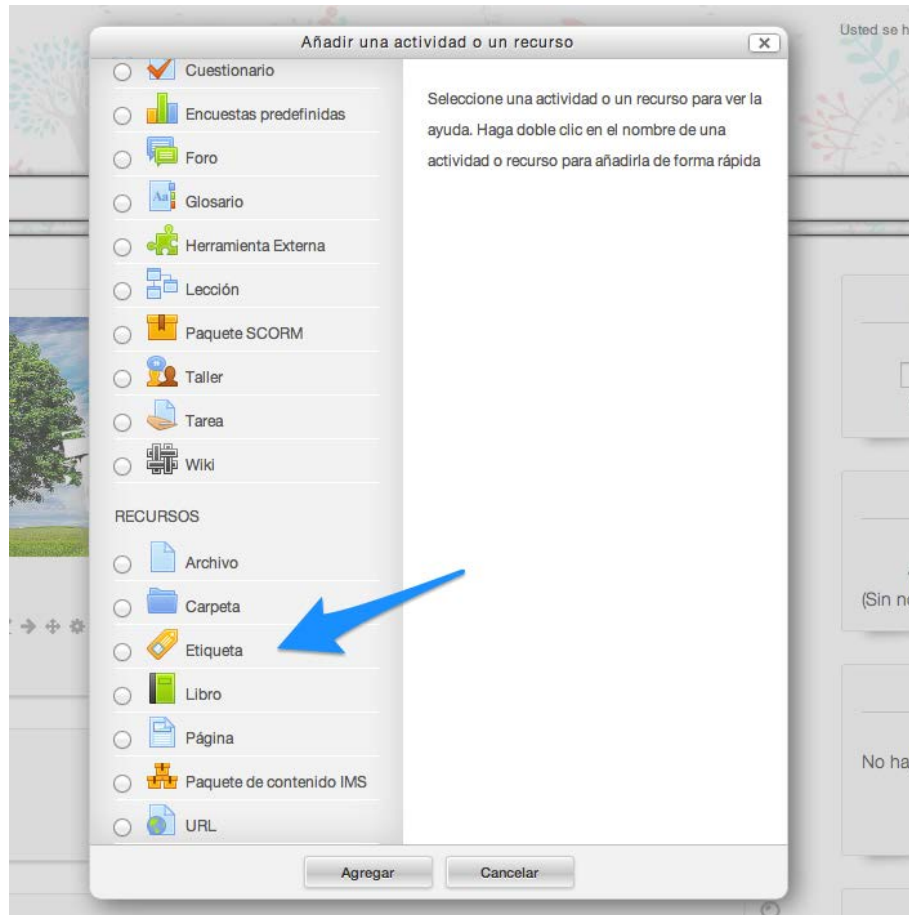 Usted se h
Añadir una actividad o un recurso
Cuestionario
Encuestas predefinidas
Foro
Glosario
Herramienta Externa
Lección
Paquete SCORM
Taller
Tarea
Wiki
RECURSOS
Archivo
Carpeta
Etiqueta
Libro
Página
Paquete de contenido IMS
URL
Seleccione una actividad o un recurso para ver la
ayuda. Haga doble clic en el nombre de una
actividad o recurso para añadirla de forma rápida
Agregar
Cancelar
(Sin no
No ha